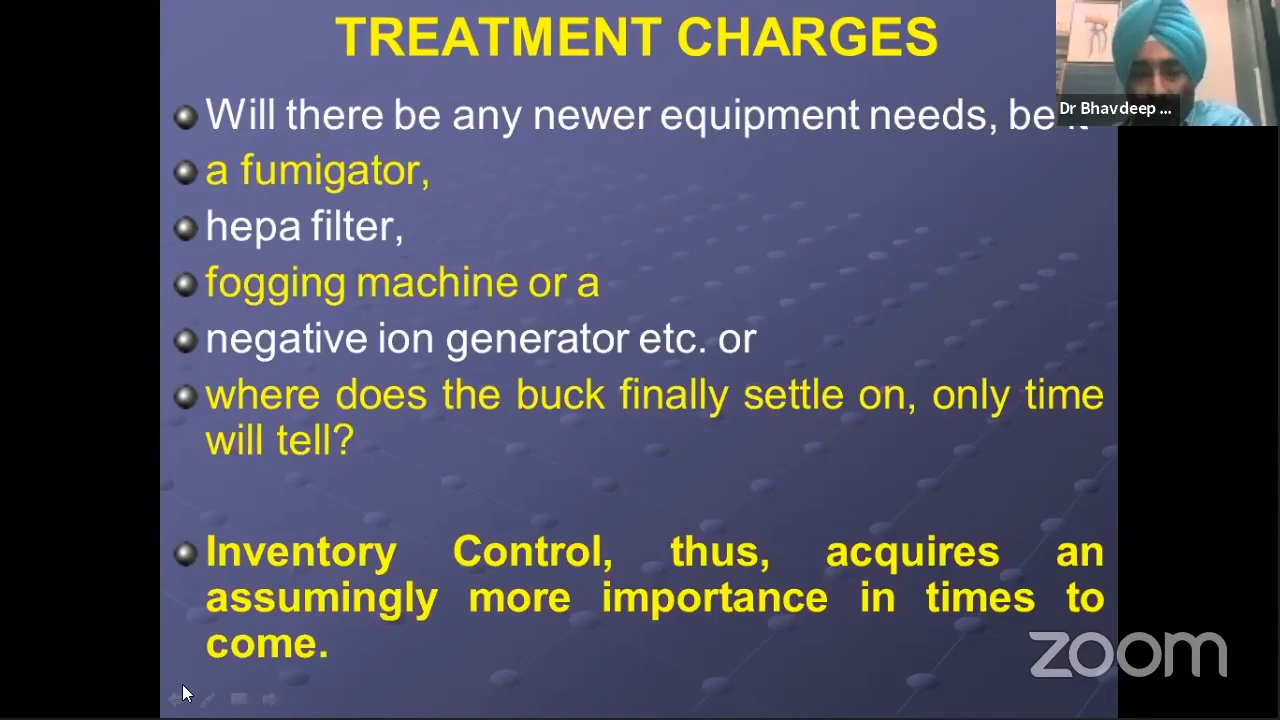 TREATMENT CHARGES
Will there be any newer equipment needs, be it
a fumigator,
hepa filter,
fogging machine or a
negative ion generator etc. or
where does the buck finally settle on, only time
will tell?
Inventory Control, thus, acquires an
assumingly more importance in times to
come.
Dr Bhavdeep ...
zoom